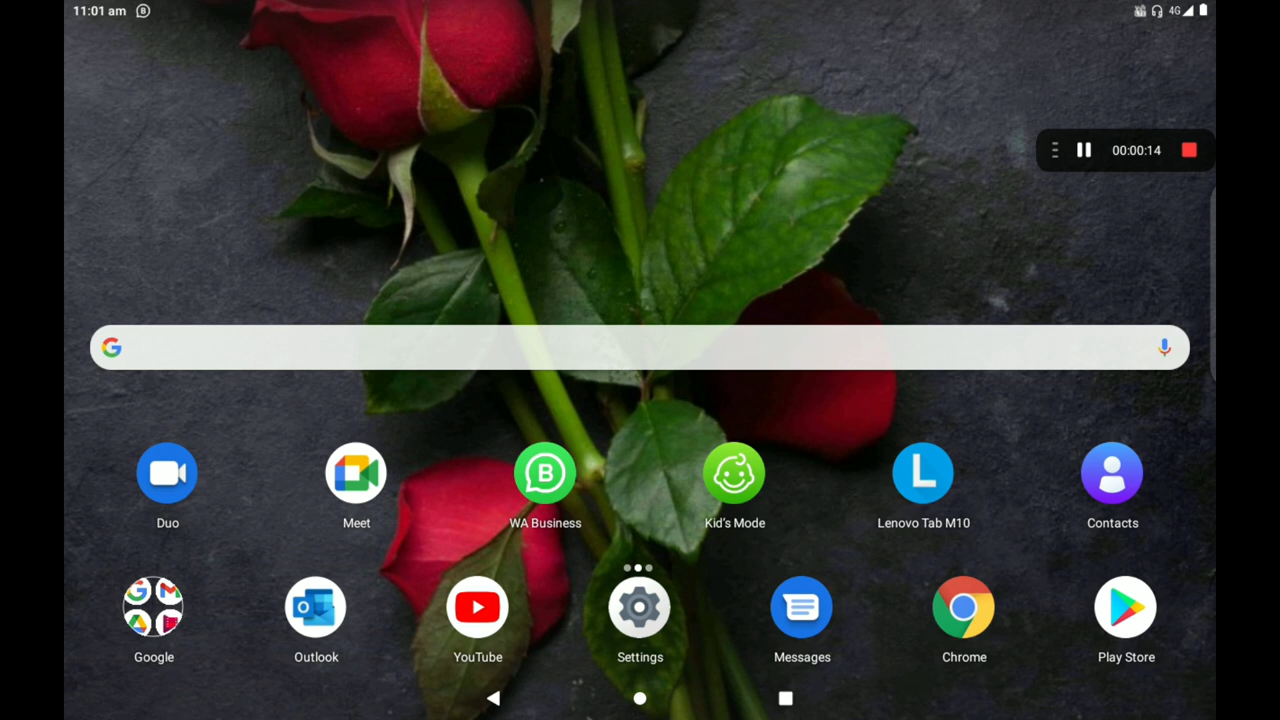 11:01 am
4G
00:00:14
Duo
Meet
WA Business
Kid's Mode
Lenovo Tab M10
Contacts
Google
Outlook
YouTube
Settings
Messages
Chrome
Play Store